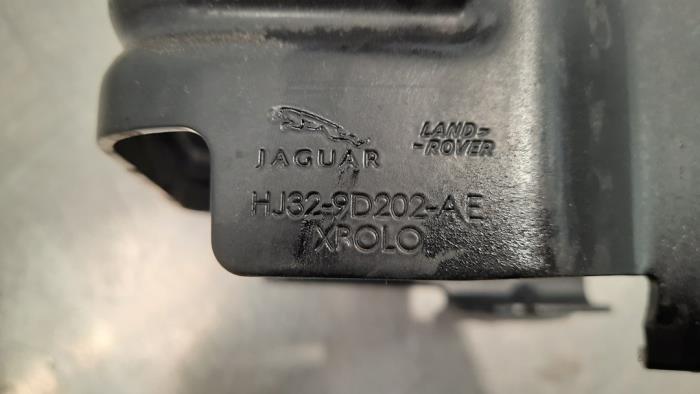 JAGUAR
LAND-
-ROVER
HJ32-9D202-AE
XPOLO